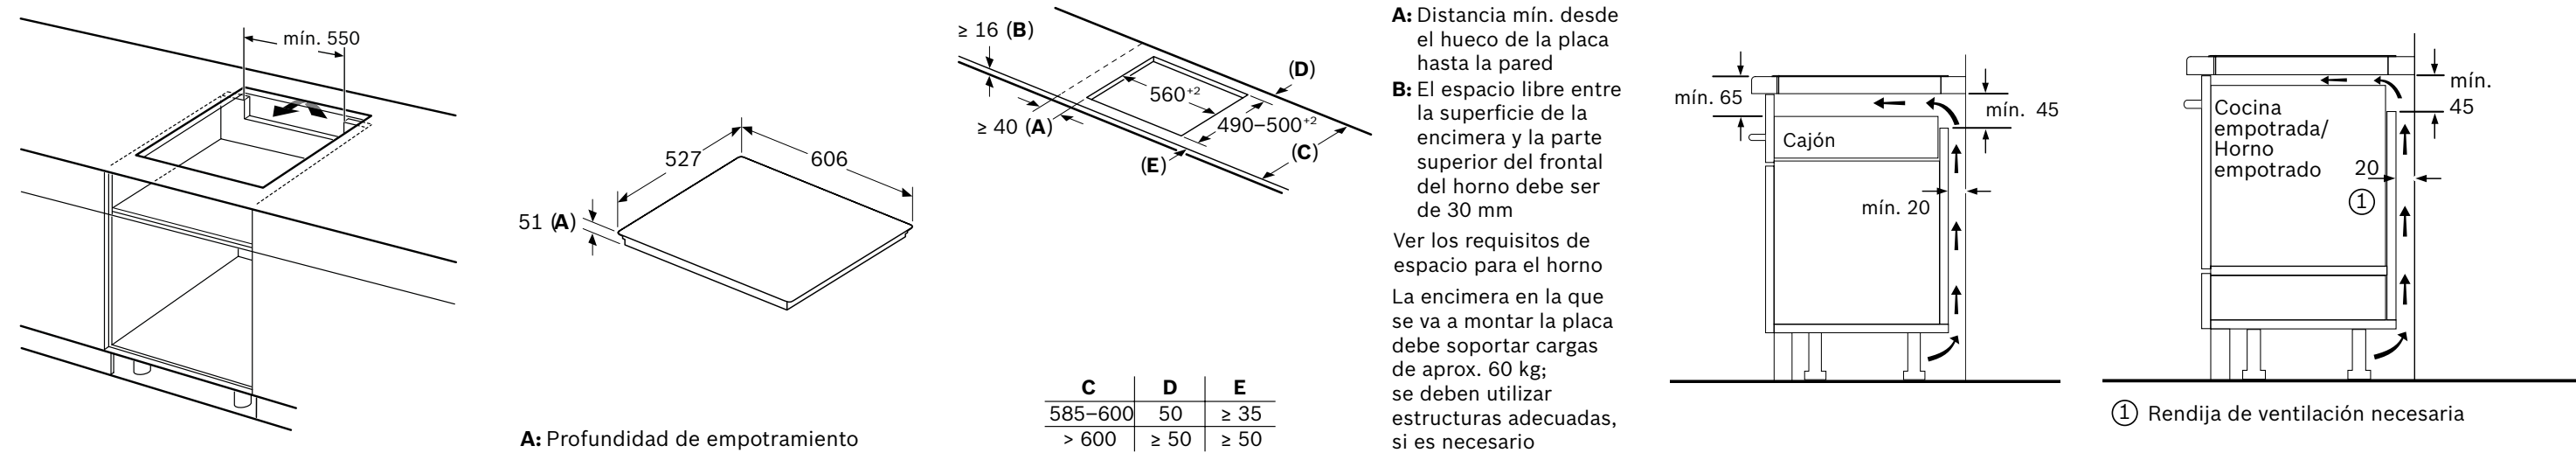 mín. 550
527
606
51 (A)
A: Profundidad de empotramiento
≥ 16 (B)
(D)
560+2
490–500+2
≥ 40 (A)
(C)
(E)
C D E
585–600 50 ≥ 35
> 600 ≥ 50 ≥ 50
A: Distancia mín. desde
el hueco de la placa
hasta la pared
B: El espacio libre entre
la superficie de la
encimera y la parte
superior del frontal
del horno debe ser
de 30 mm
Ver los requisitos de
espacio para el horno
La encimera en la que
se va a montar la placa
debe soportar cargas
de aprox. 60 kg;
se deben utilizar
estructuras adecuadas,
si es necesario
mín. 65
mín. 45
Cajón
mín. 20
mín.
45
Cocina
empotrada/
Horno
empotrado
20
1
1 Rendija de ventilación necesaria